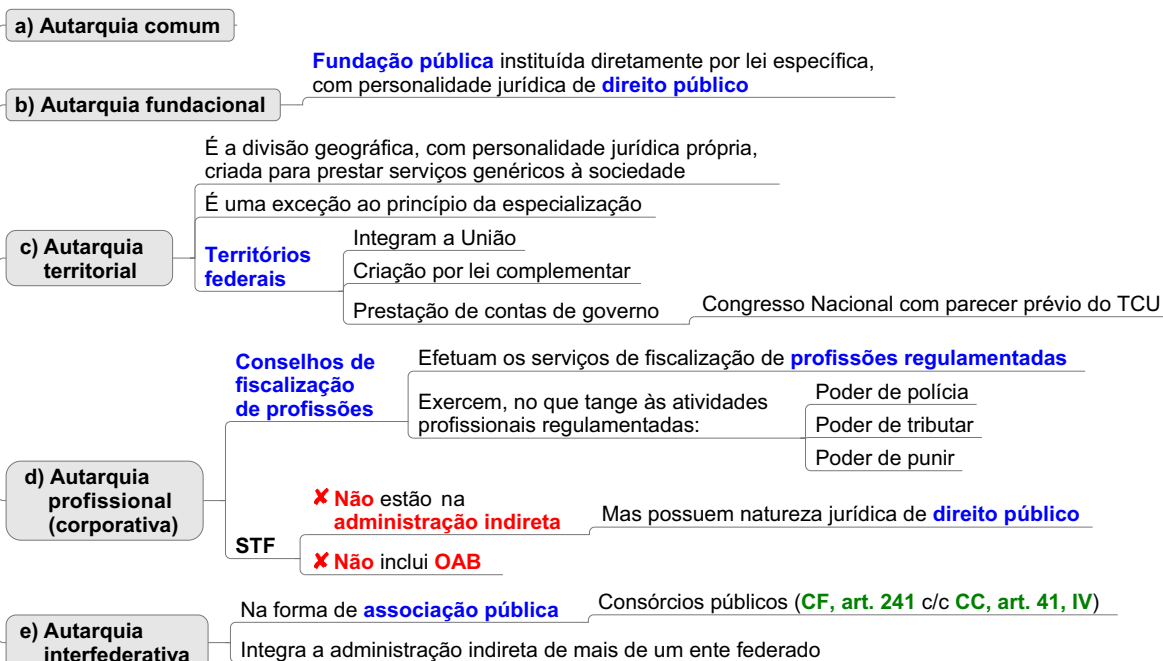 a) Autarquia comum
b) Autarquia fundacional
Fundação pública instituída diretamente por lei específica,
com personalidade jurídica de direito público
c) Autarquia
territorial
É a divisão geográfica, com personalidade jurídica própria,
criada para prestar serviços genéricos à sociedade
É uma exceção ao princípio da especialização
Territórios
federais
Integram a União
Criação por lei complementar
Prestação de contas de governo
Congresso Nacional com parecer prévio do TCU
d) Autarquia
profissional
(corporativa)
Conselhos de
fiscalização
de profissões
Efetuam os serviços de fiscalização de profissões regulamentadas
Exercem, no que tange às atividades
profissionais regulamentadas:
Poder de polícia
Poder de tributar
Poder de punir
STF
✘ Não estão na
administração indireta
Mas possuem natureza jurídica de direito público
✘ Não inclui OAB
e) Autarquia
interfederativa
Na forma de associação pública
Consórcios públicos (CF, art. 241 c/c CC, art. 41, IV)
Integra a administração indireta de mais de um ente federado